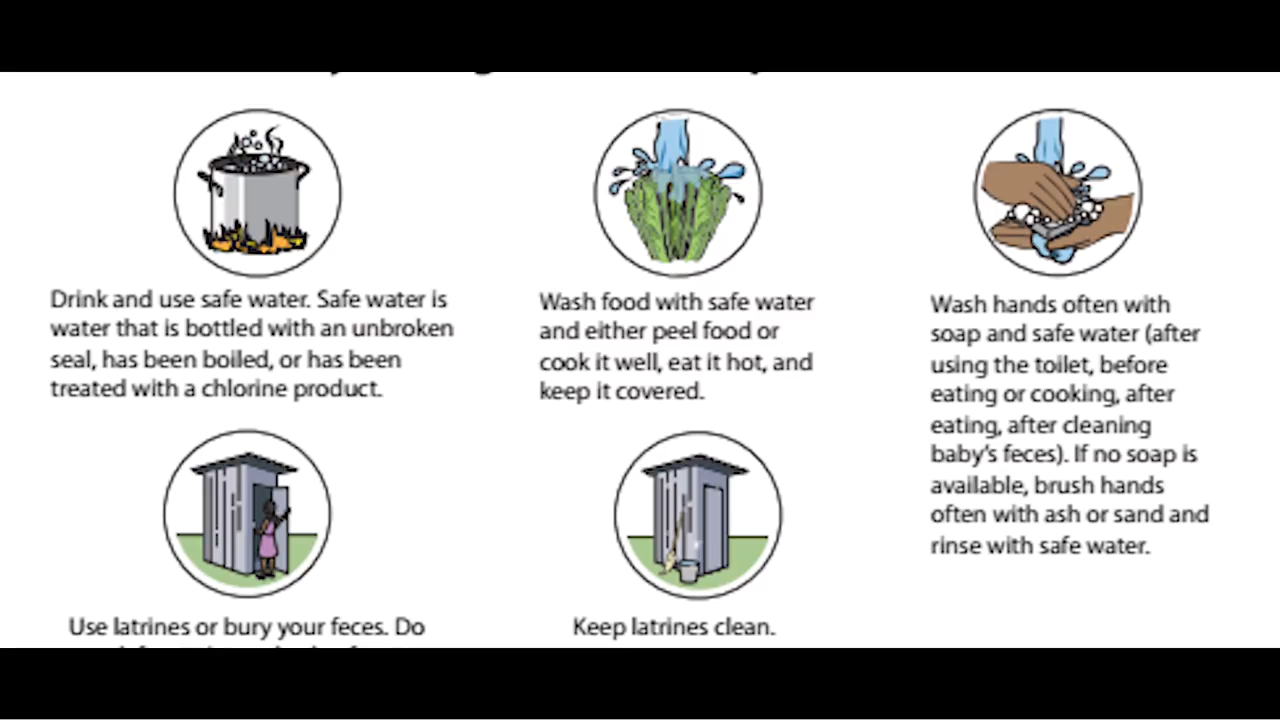 Drink and use safe water. Safe water is
water that is bottled with an unbroken
seal, has been boiled, or has been
treated with a chlorine product.
Wash food with safe water
and either peel food or
cook it well, eat it hot, and
keep it covered.
Wash hands often with
soap and safe water (after
using the toilet, before
eating or cooking, after
eating, after cleaning
baby's feces). If no soap is
available, brush hands
often with ash or sand and
rinse with safe water.
Use latrines or bury your feces. Do
Keep latrines clean.